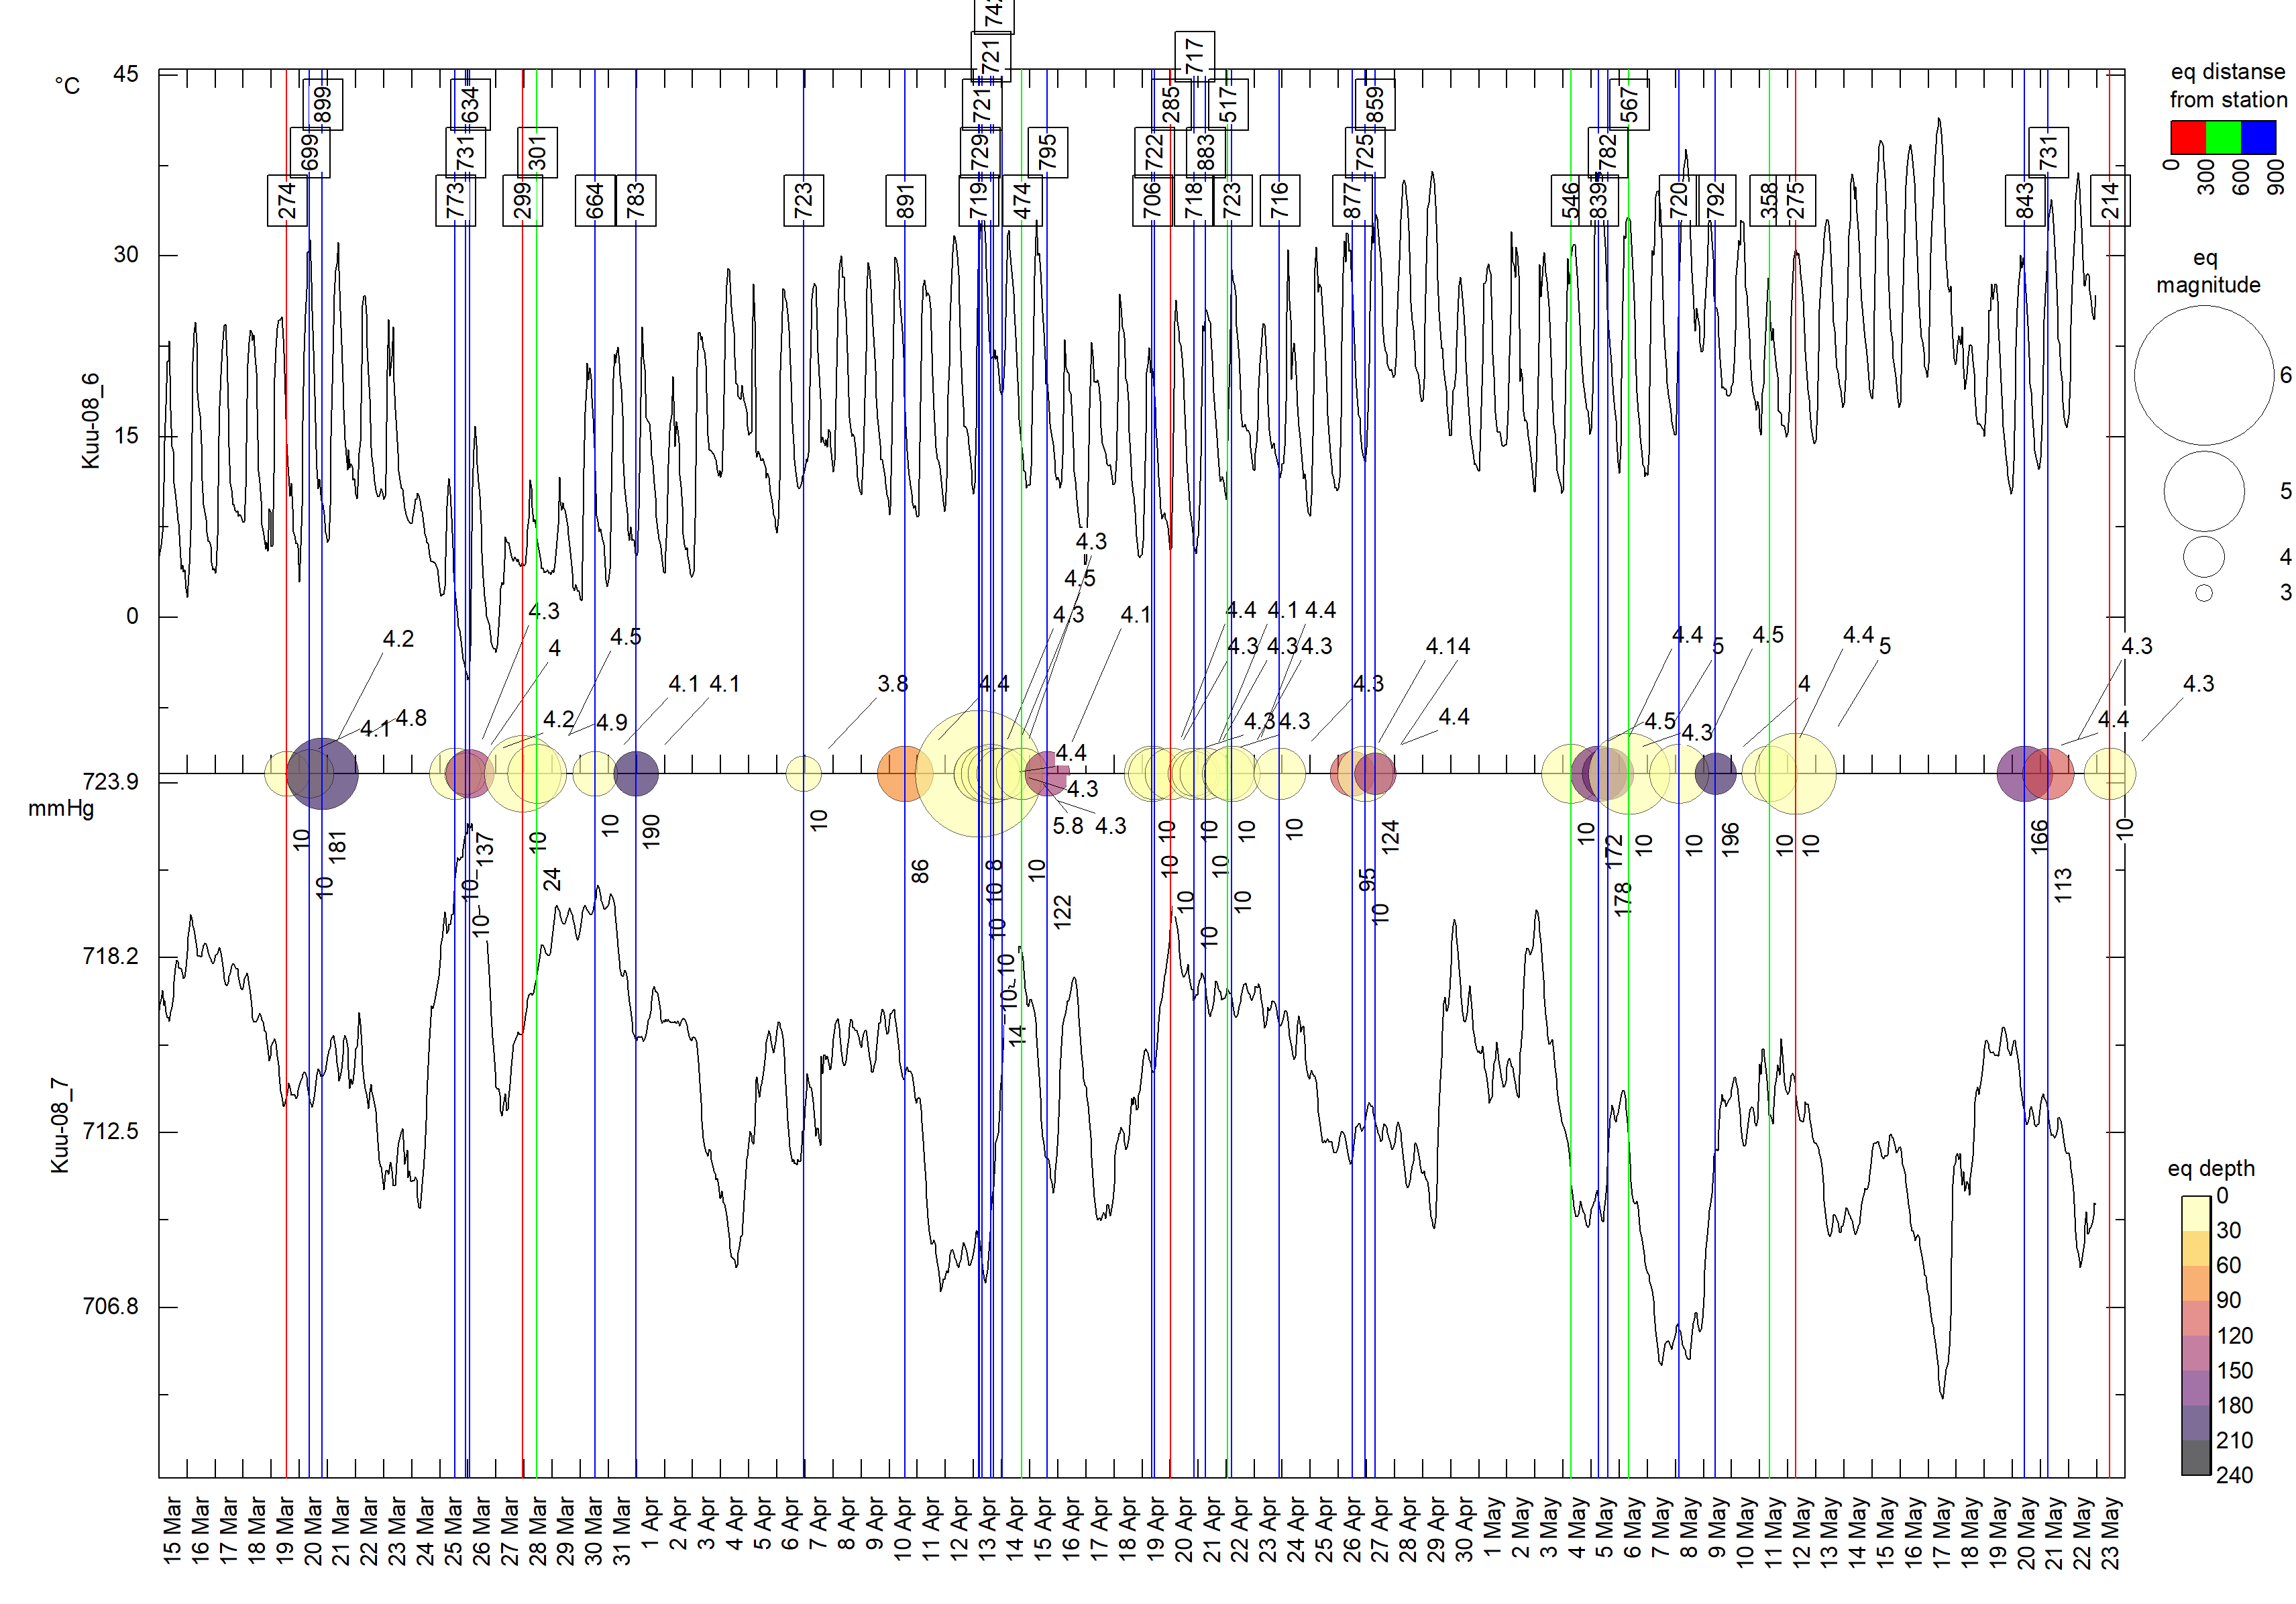 742
721
717
°C
45
899
634
721
285
517
859
567
eq distanse
from station
0
300
600
900
699
731
301
729
795
722
883
725
782
731
274
773
299
664
783
723
891
719
474
706
718
723
716
877
546
839
720
792
358
275
843
214
30
eq
magnitude
6
5
4
3
Kuu-08_6
15
0
4.3
4.5
4.3
4.3
4.1
4.4
4.1
4.4
4.2
4
4.5
4.3
4.3
4.3
4.14
4.4
5
4.5
4.4
5
4.3
4.1
4.1
3.8
4.4
4.3
4
4.3
4.1
4.8
4.2
4.9
4.3
4.3
4.4
4.5
4.3
4.4
4.4
4.3
5.8
4.3
723.9
mmHg
10
181
10
137
10
10
10
24
10
190
10
86
8
10
10
10
10
14
10
122
10
10
10
10
10
10
10
10
10
95
124
10
10
172
178
10
10
196
10
10
166
113
10
718.2
712.5
706.8
Kuu-08_7
eq depth
0
30
60
90
120
150
180
210
240
15 Mar
16 Mar
17 Mar
18 Mar
19 Mar
20 Mar
21 Mar
22 Mar
23 Mar
24 Mar
25 Mar
26 Mar
27 Mar
28 Mar
29 Mar
30 Mar
31 Mar
1 Apr
2 Apr
3 Apr
4 Apr
5 Apr
6 Apr
7 Apr
8 Apr
9 Apr
10 Apr
11 Apr
12 Apr
13 Apr
14 Apr
15 Apr
16 Apr
17 Apr
18 Apr
19 Apr
20 Apr
21 Apr
22 Apr
23 Apr
24 Apr
25 Apr
26 Apr
27 Apr
28 Apr
29 Apr
30 Apr
1 May
2 May
3 May
4 May
5 May
6 May
7 May
8 May
9 May
10 May
11 May
12 May
13 May
14 May
15 May
16 May
17 May
18 May
19 May
20 May
21 May
22 May
23 May